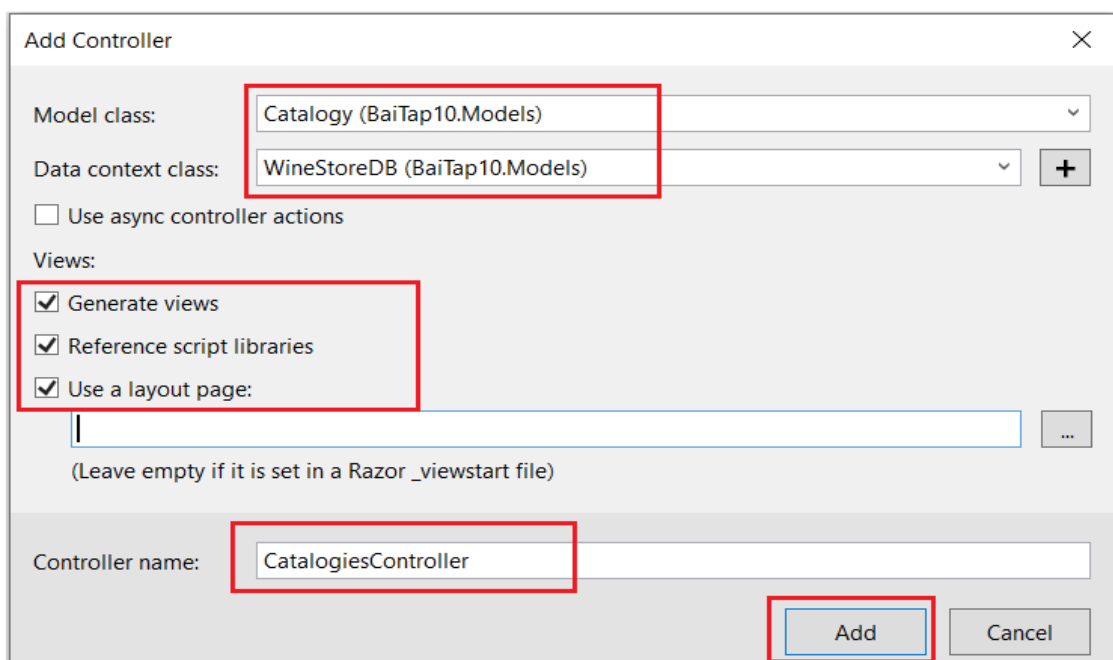 Add Controller
Model class: Catalogy (BaiTap10.Models)
Data context class: WineStoreDB (BaiTap10.Models) +
Use async controller actions
Views:
Generate views
Reference script libraries
Use a layout page:
...
(Leave empty if it is set in a Razor _viewstart file)
Controller name: CatalogiesController
Add Cancel